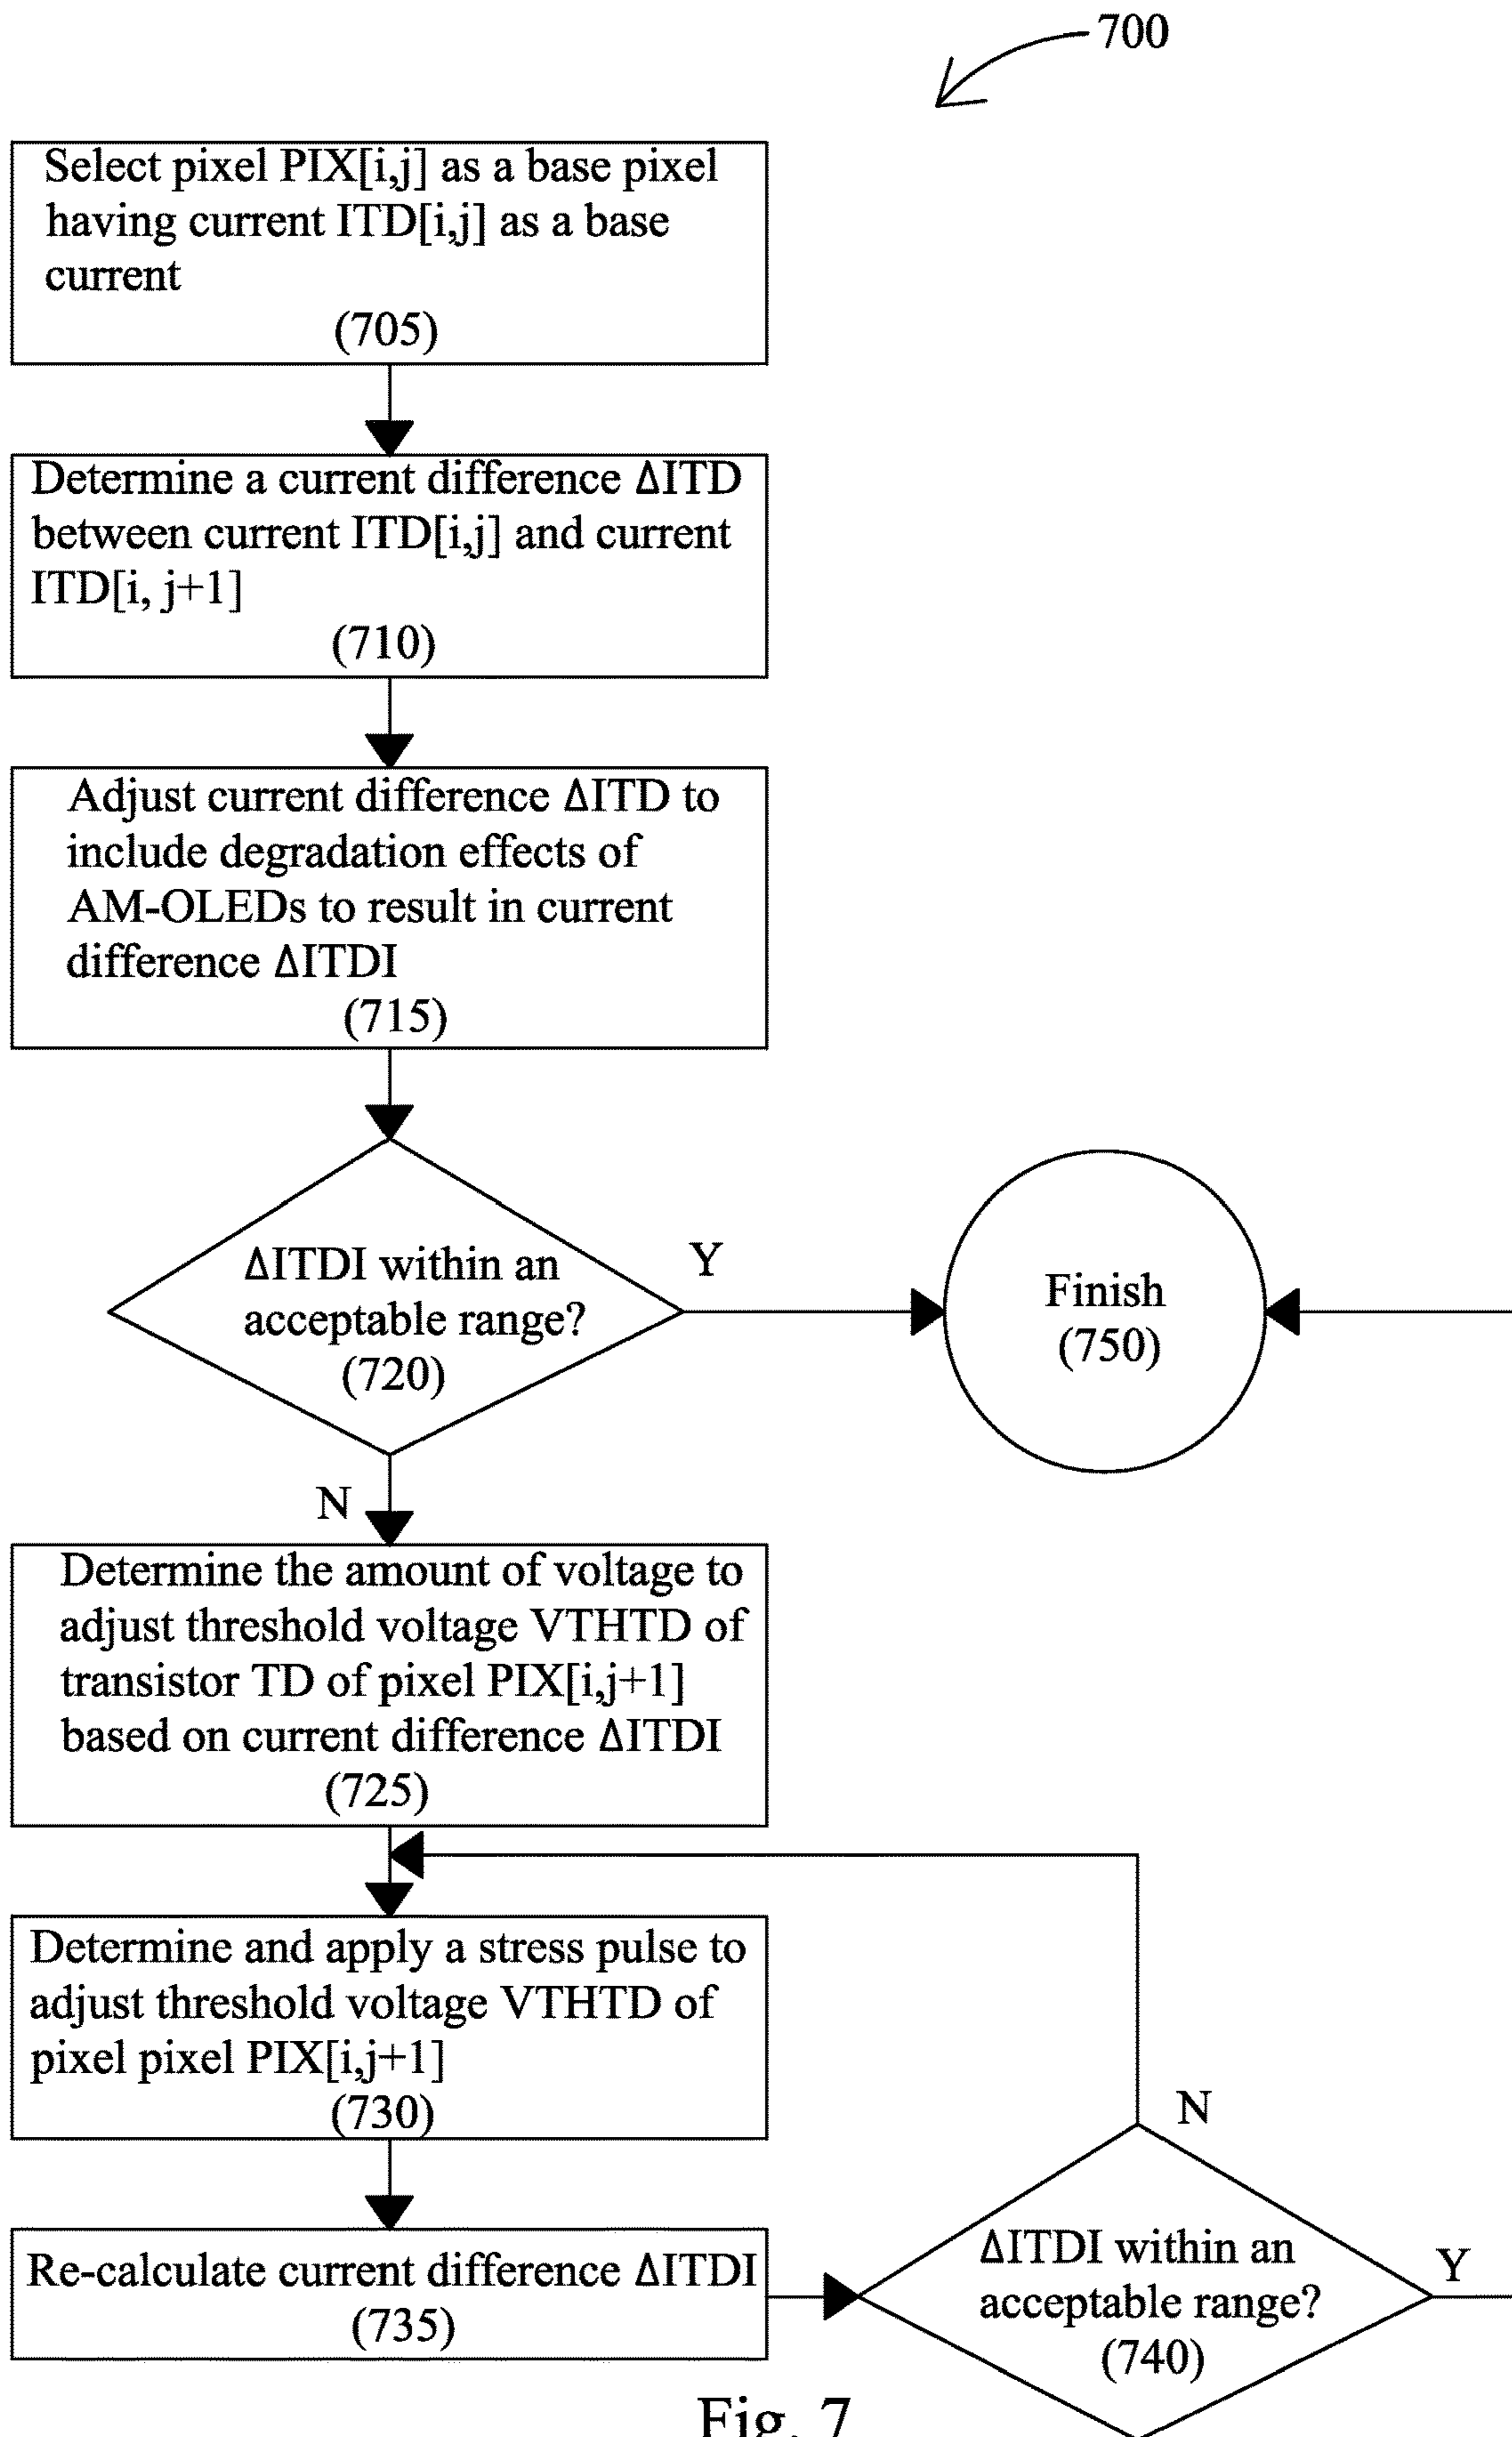 700
Select pixel PIX[i,j] as a base pixel
having current ITD[i,j] as a base
current
(705)
Determine a current difference ΔITD
between current ITD[i,j] and current
ITD[i, j+1]
(710)
Adjust current difference ΔITD to
include degradation effects of
AM-OLEDs to result in current
difference ΔITDI
(715)
ΔITDI within an
acceptable range?
(720)
Y
Finish
(750)
N
Determine the amount of voltage to
adjust threshold voltage VTHTD of
transistor TD of pixel PIX[i,j+1]
based on current difference ΔITDI
(725)
Determine and apply a stress pulse to
adjust threshold voltage VTHTD of
pixel pixel PIX[i,j+1]
(730)
N
Re-calculate current difference ΔITDI
(735)
ΔITDI within an
acceptable range?
(740)
Y
Fig. 7